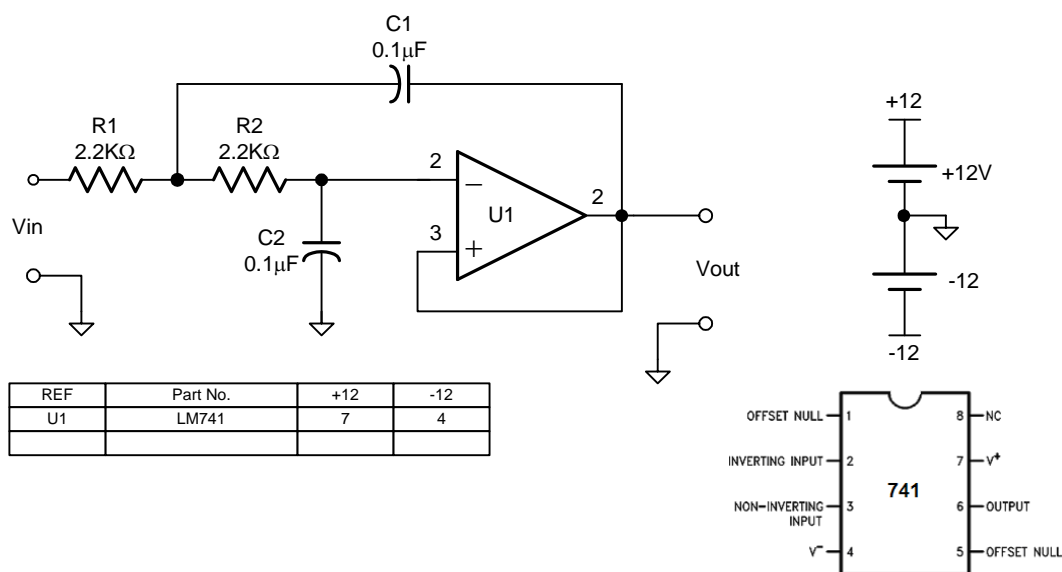 C1
0.1µF
R1
2.2KΩ
R2
2.2KΩ
2
−
U1
2
3
+
Vin
C2
0.1µF
Vout
+12
+12V
-12
-12
REF Part No. +12 -12
U1 LM741 7 4
OFFSET NULL 1 8 NC
INVERTING INPUT 2 7 V+
741
NON-INVERTING 3 6 OUTPUT
INPUT
V− 4 5 OFFSET NULL